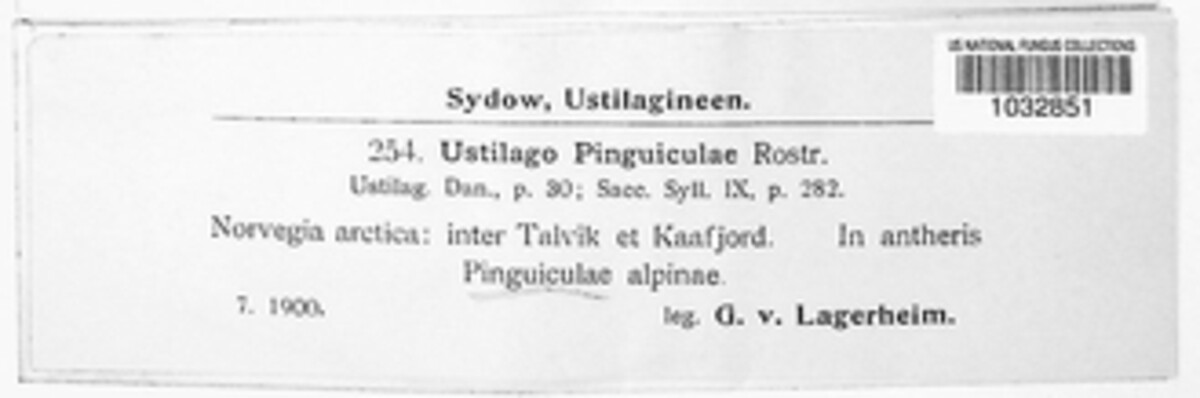 US NATIONAL FUNGUS COLLECTIONS
1032851
Sydow, Ustilagineen.
254. Ustilago Pinguiculae Rostr.
Ustilag. Dan., p. 30; Sacc. Syll. IX, p. 282.
Norvegia arctica: inter Talvik et Kaafjord. In antheris
Pinguiculae alpinae.
7. 1900. leg. G. v. Lagerheim.